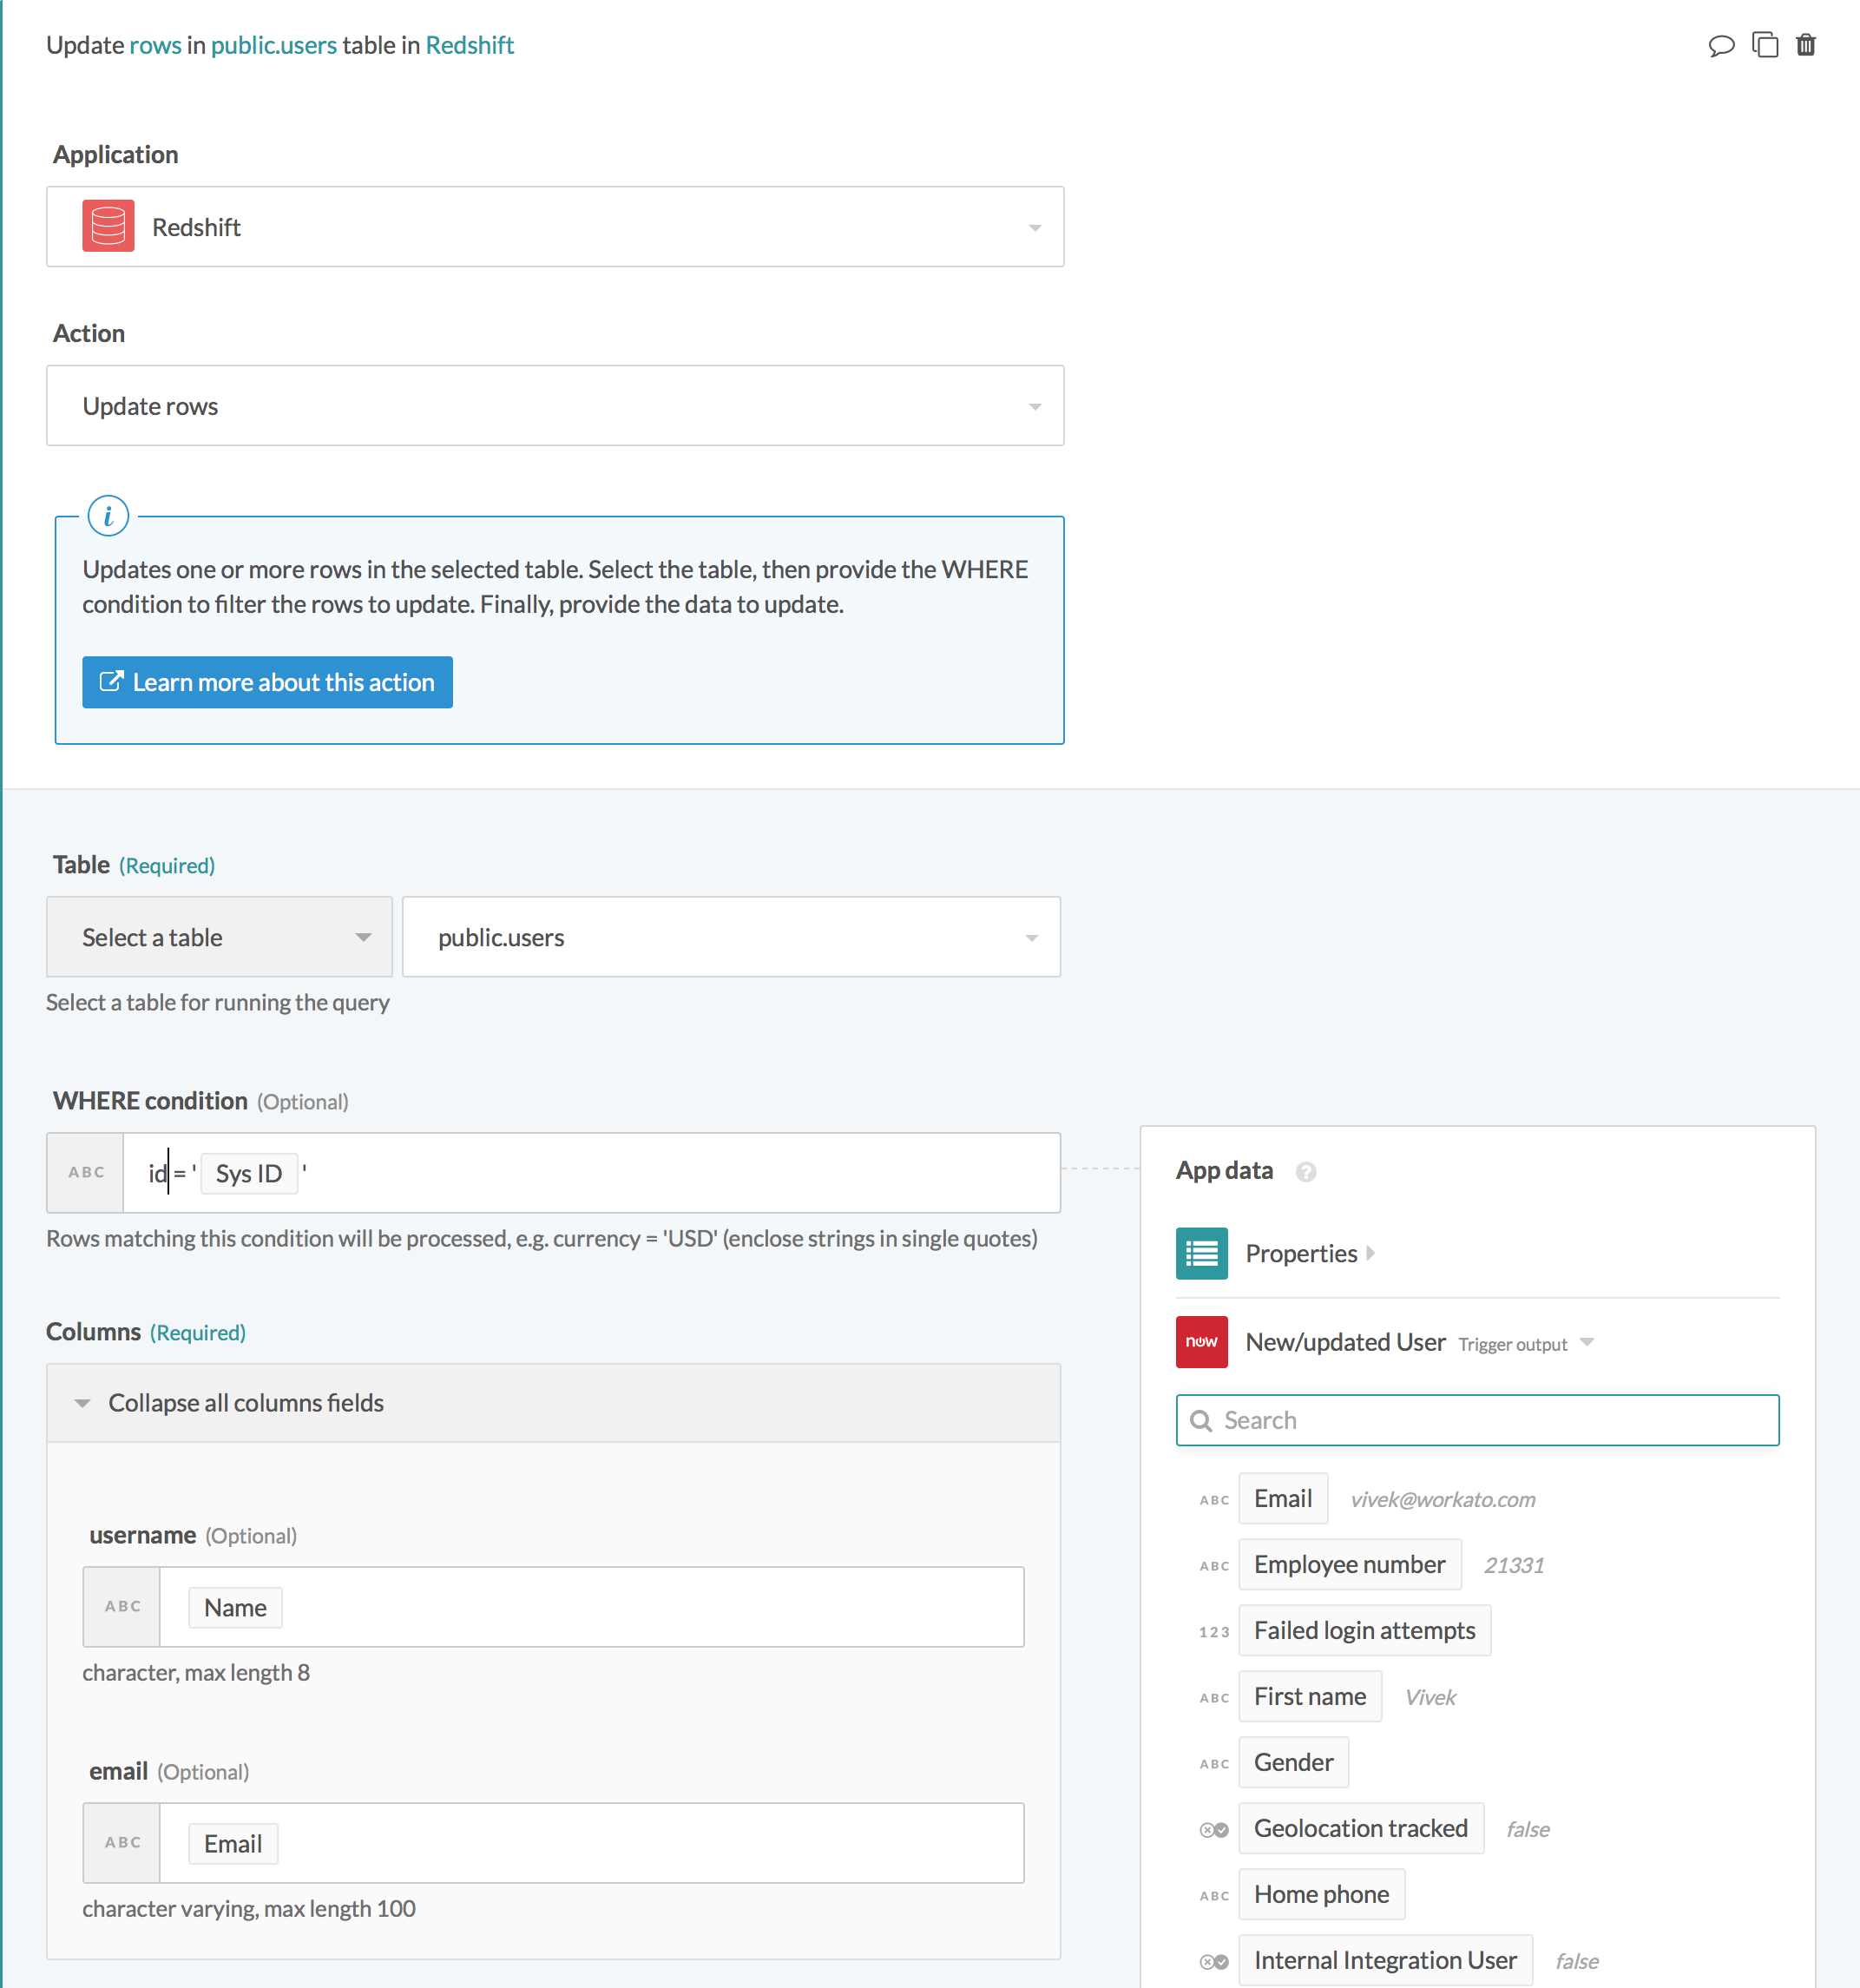 Update rows in public.users table in Redshift
Application
Redshift
Action
Update rows
i
Updates one or more rows in the selected table. Select the table, then provide the WHERE
condition to filter the rows to update. Finally, provide the data to update.
Learn more about this action
Table (Required)
Select a table
public.users
Select a table for running the query
WHERE condition (Optional)
ABC id = ' Sys ID '
Rows matching this condition will be processed, e.g. currency = 'USD' (enclose strings in single quotes)
Columns (Required)
Collapse all columns fields
username (Optional)
ABC Name
character, max length 8
email (Optional)
ABC Email
character varying, max length 100
App data ?
Properties
now New/updated User Trigger output
Search
ABC Email vivek@workato.com
ABC Employee number 21331
123 Failed login attempts
ABC First name Vivek
ABC Gender
Geolocation tracked false
ABC Home phone
Internal Integration User false